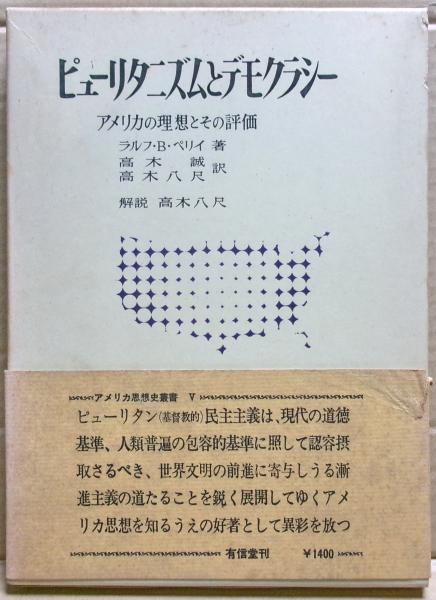 ピューリタニズムとデモクラシー
アメリカの理想とその評価
ラルフ・B・ペリイ 著
高木 誠
高木八尺 訳
解説 高木八尺
アメリカ思想史叢書 Ⅴ
ピューリタン(基督教的)民主主義は、現代の道徳
基準、人類普遍の包容的基準に照して認容摂
取さるべき、世界文明の前進に寄与しうる漸
進主義の道たることを鋭く展開してゆくアメ
リカ思想を知るうえの好著として異彩を放つ
有信堂刊 ¥1400